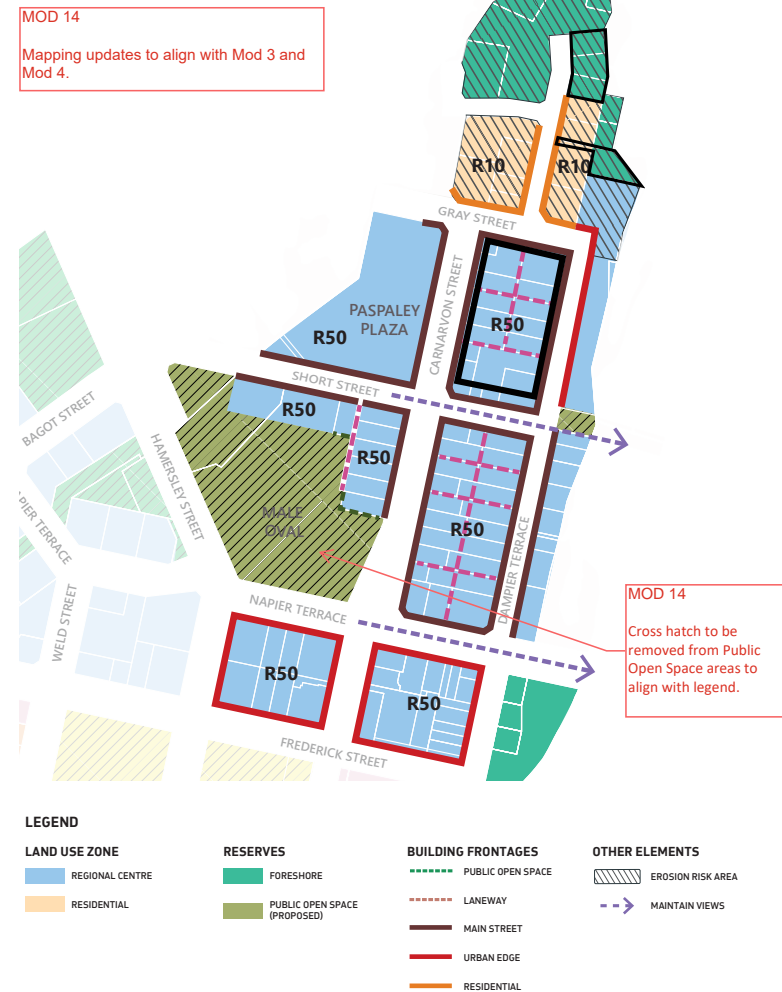 MOD 14
Mapping updates to align with Mod 3 and
Mod 4.
R10
R10
GRAY STREET
CARNARVON STREET
PASPALEY
PLAZA
R50
R50
SHORT STREET
R50
R50
BAGOT STREET
HAMERSLEY STREET
MALE
OVAL
R50
DAMPIER TERRACE
PIER TERRACE
WELD STREET
NAPIER TERRACE
MOD 14
Cross hatch to be
removed from Public
Open Space areas to
align with legend.
R50
R50
FREDERICK STREET
LEGEND
LAND USE ZONE
REGIONAL CENTRE
RESIDENTIAL
RESERVES
FORESHORE
PUBLIC OPEN SPACE
(PROPOSED)
BUILDING FRONTAGES
PUBLIC OPEN SPACE
LANEWAY
MAIN STREET
URBAN EDGE
RESIDENTIAL
OTHER ELEMENTS
EROSION RISK AREA
MAINTAIN VIEWS